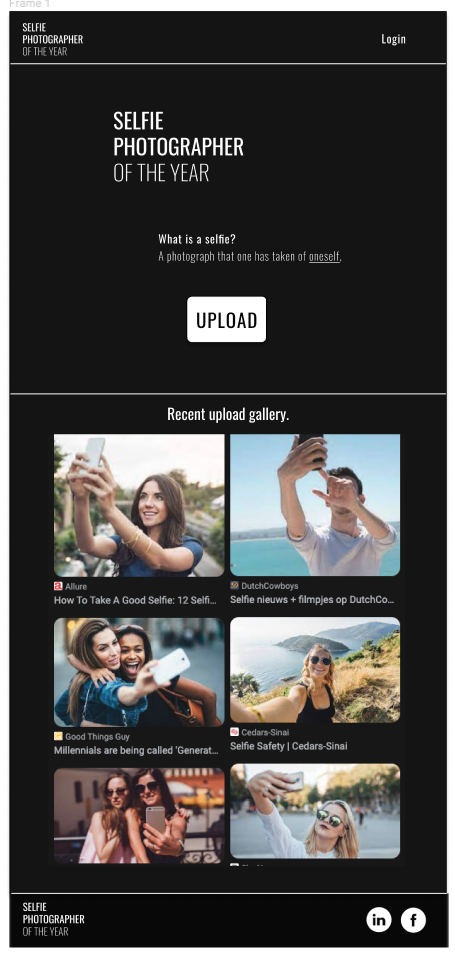 Frame 1
SELFIE
PHOTOGRAPHER
OF THE YEAR
Login
SELFIE
PHOTOGRAPHER
OF THE YEAR
What is a selfie?
A photograph that one has taken of oneself.
UPLOAD
Recent upload gallery.
a Allure
How To Take A Good Selfie: 12 Selfi...
DutchCowboys
Selfie nieuws + filmpjes op DutchCo...
Good Things Guy
Millennials are being called 'Generat...
Cedars-Sinai
Selfie Safety | Cedars-Sinai
SELFIE
PHOTOGRAPHER
OF THE YEAR
in f